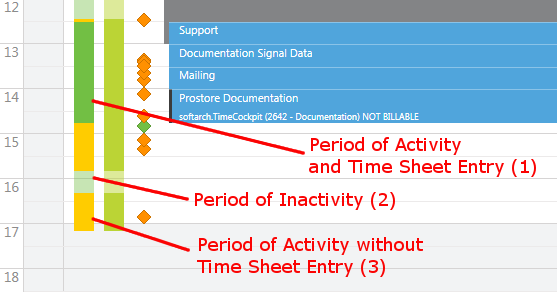 12
Support
13
Documentation Signal Data
Mailing
14
Prostore Documentation
softarch.TimeCockpit (2642 - Documentation) NOT BILLABLE
15
Period of Activity
and Time Sheet Entry (1)
16
Period of Inactivity (2)
17
Period of Activity without
Time Sheet Entry (3)
18